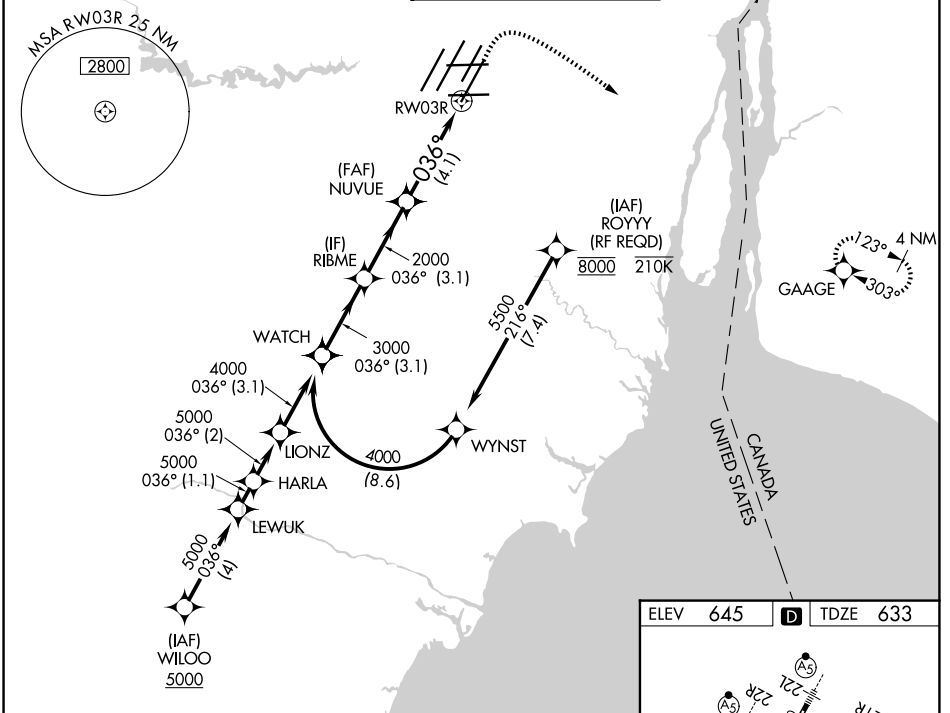 MSA RW03R 25 NM
2800
RW03R
036°
(4.1)
(FAF)
NUVUE
(IF)
RIBME
2000
036° (3.1)
(IAF)
ROYYY
(RF REQD)
8000 210K
123°
4 NM
303°
GAAGE
WATCH
3000
036° (3.1)
5500
216°
(7.4)
4000
036° (3.1)
5000
036° (2)
LIONZ
WYNST
5000
036° (1.1)
HARLA
4000
(8.6)
LEWUK
CANADA
UNITED STATES
5000
036°
(4)
(IAF)
WILOO
5000
ELEV 645 D TDZE 633
A5
22R
22L
A5